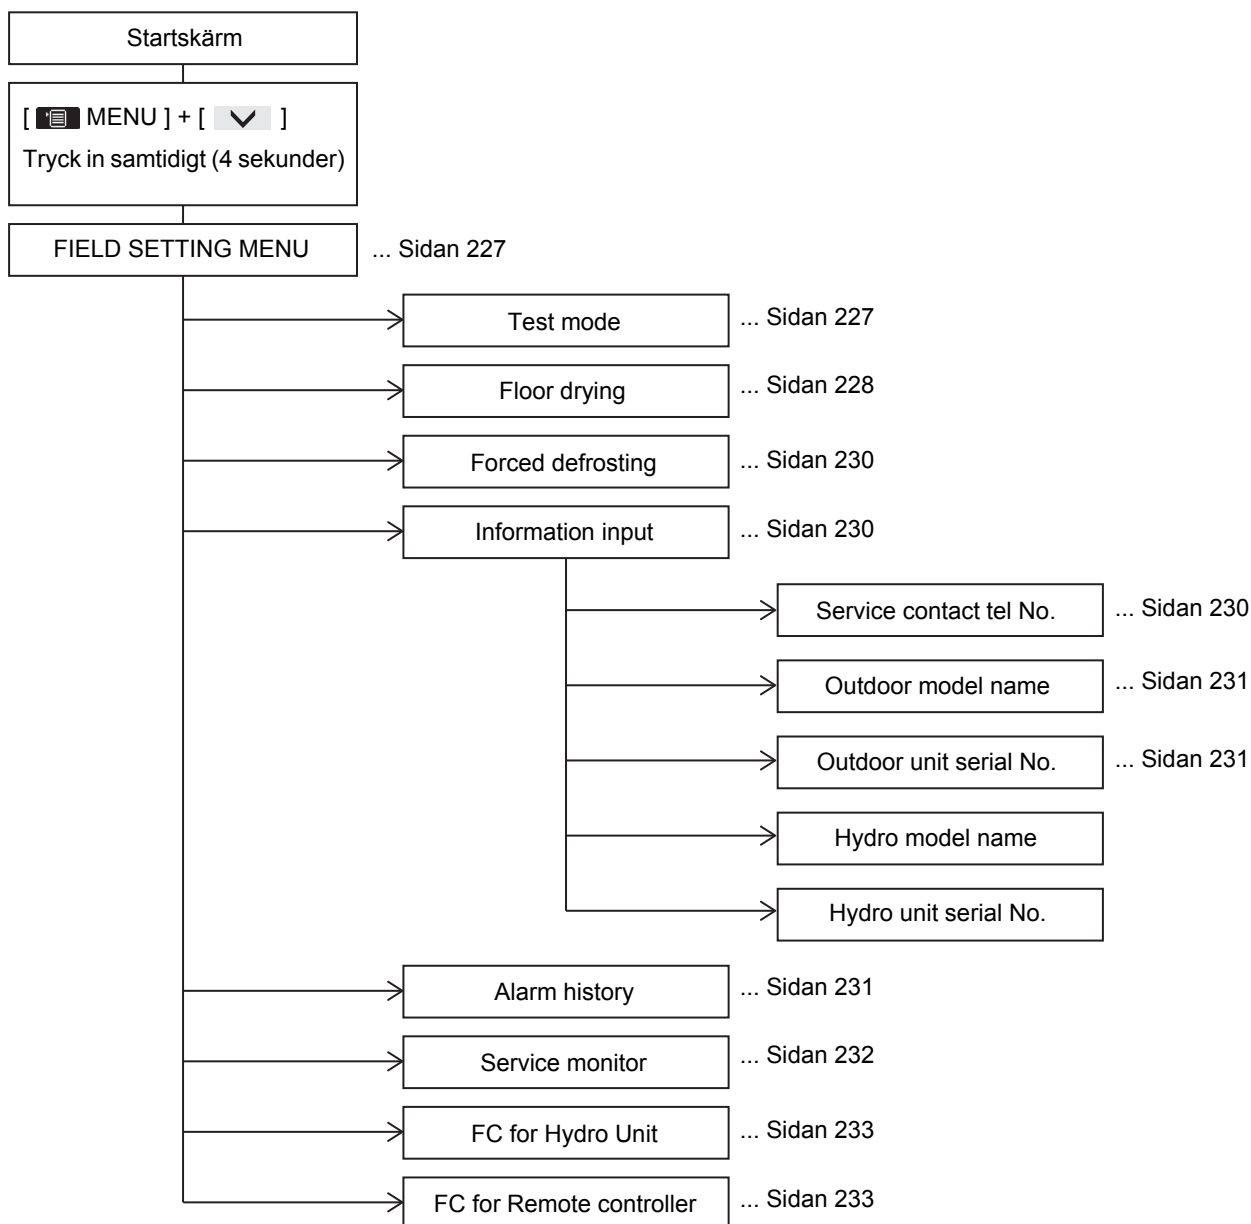 Startskärm
[ MENU ] + [ ]
Tryck in samtidigt (4 sekunder)
FIELD SETTING MENU ... Sidan 227
Test mode ... Sidan 227
Floor drying ... Sidan 228
Forced defrosting ... Sidan 230
Information input ... Sidan 230
Service contact tel No. ... Sidan 230
Outdoor model name ... Sidan 231
Outdoor unit serial No. ... Sidan 231
Hydro model name
Hydro unit serial No.
Alarm history ... Sidan 231
Service monitor ... Sidan 232
FC for Hydro Unit ... Sidan 233
FC for Remote controller ... Sidan 233